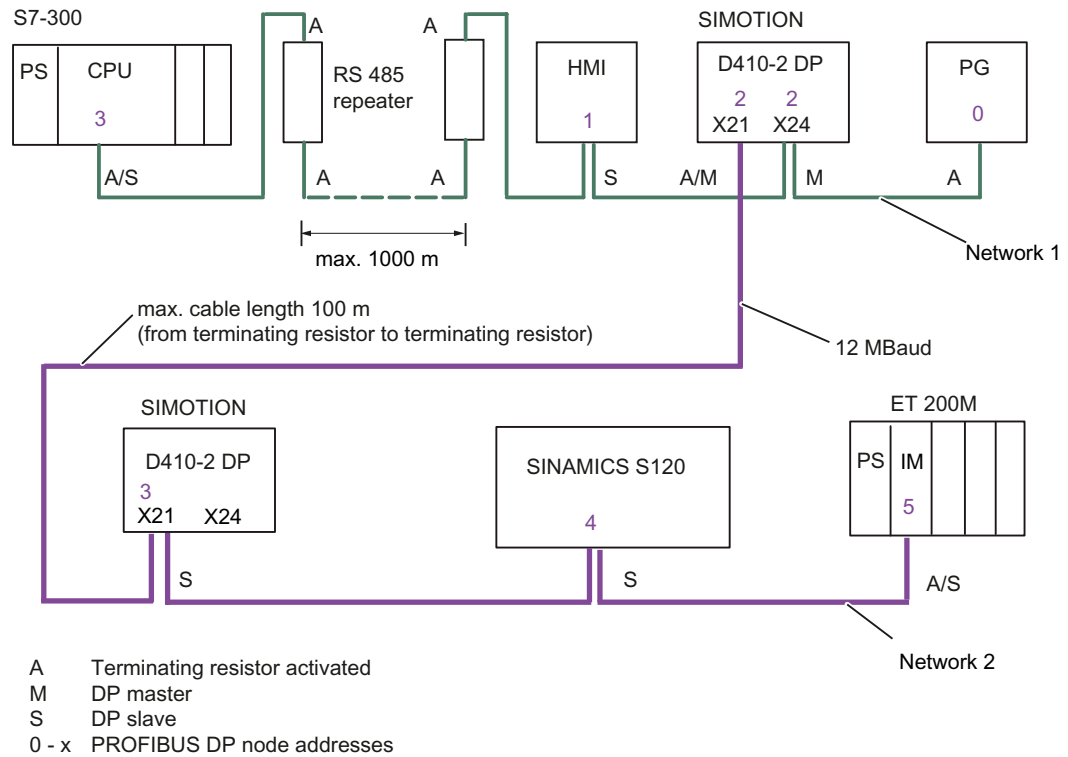 S7-300
SIMOTION
PS
CPU
3
A
A
RS 485
repeater
HMI
1
D410-2 DP
2
2
X21
X24
PG
0
A/S
A
A
S
A/M
M
A
max. 1000 m
Network 1
max. cable length 100 m
(from terminating resistor to terminating resistor)
12 MBaud
SIMOTION
ET 200M
D410-2 DP
3
X21
X24
SINAMICS S120
4
PS
IM
5
S
S
A/S
Network 2
A Terminating resistor activated
M DP master
S DP slave
0 - x PROFIBUS DP node addresses